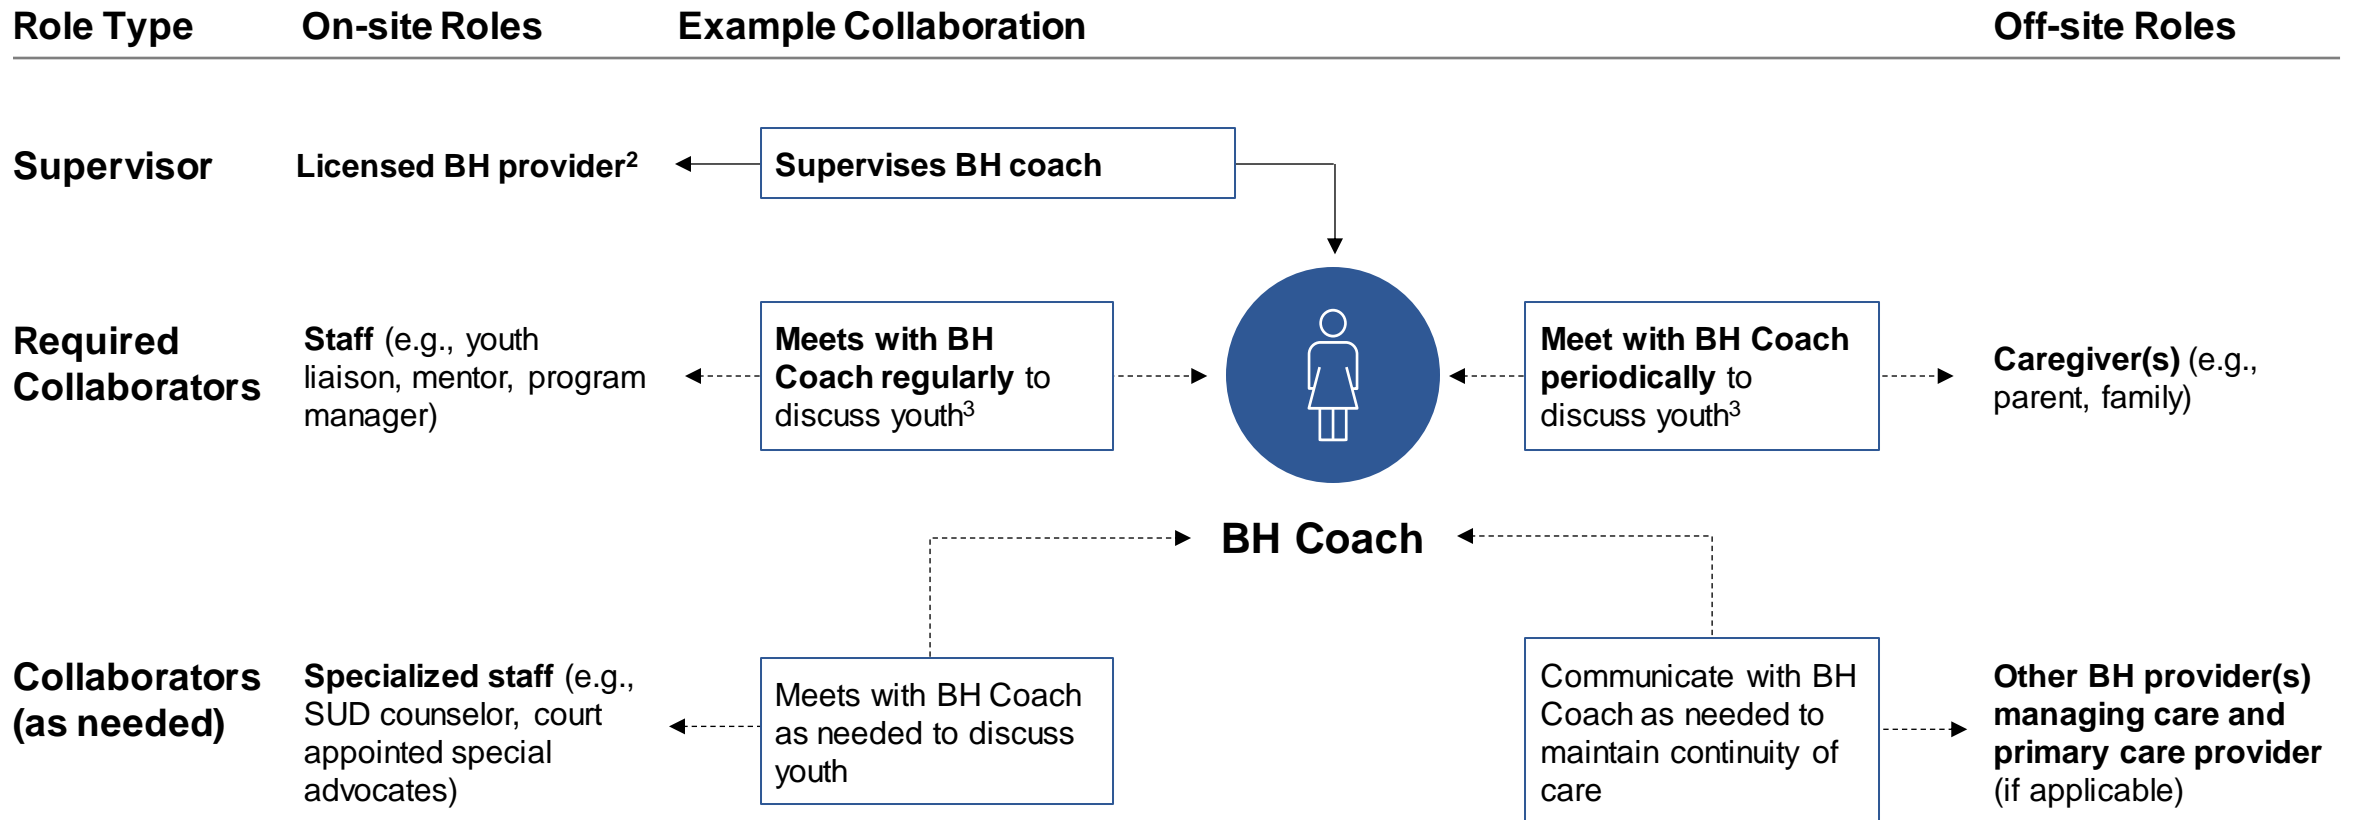 Role Type
On-site Roles
Example Collaboration
Off-site Roles
Supervisor
Licensed BH provider²
Supervises BH coach
Required
Collaborators
Staff (e.g., youth
liaison, mentor, program
manager)
Meets with BH
Coach regularly to
discuss youth³
Meet with BH Coach
periodically to
discuss youth³
Caregiver(s) (e.g.,
parent, family)
BH Coach
Collaborators
(as needed)
Specialized staff (e.g.,
SUD counselor, court
appointed special
advocates)
Meets with BH Coach
as needed to discuss
youth
Communicate with BH
Coach as needed to
maintain continuity of
care
Other BH provider(s)
managing care and
primary care provider
(if applicable)